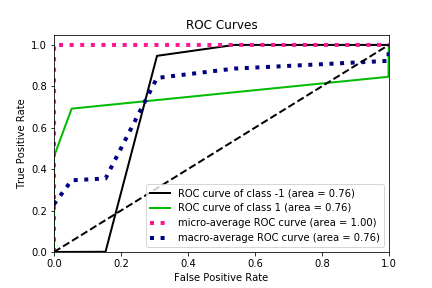 ROC Curves
1.0
0.8
0.6
0.4
0.2
0.0
True Positive Rate
ROC curve of class -1 (area = 0.76)
ROC curve of class 1 (area = 0.76)
micro-average ROC curve (area = 1.00)
macro-average ROC curve (area = 0.76)
0.0 0.2 0.4 0.6 0.8 1.0
False Positive Rate